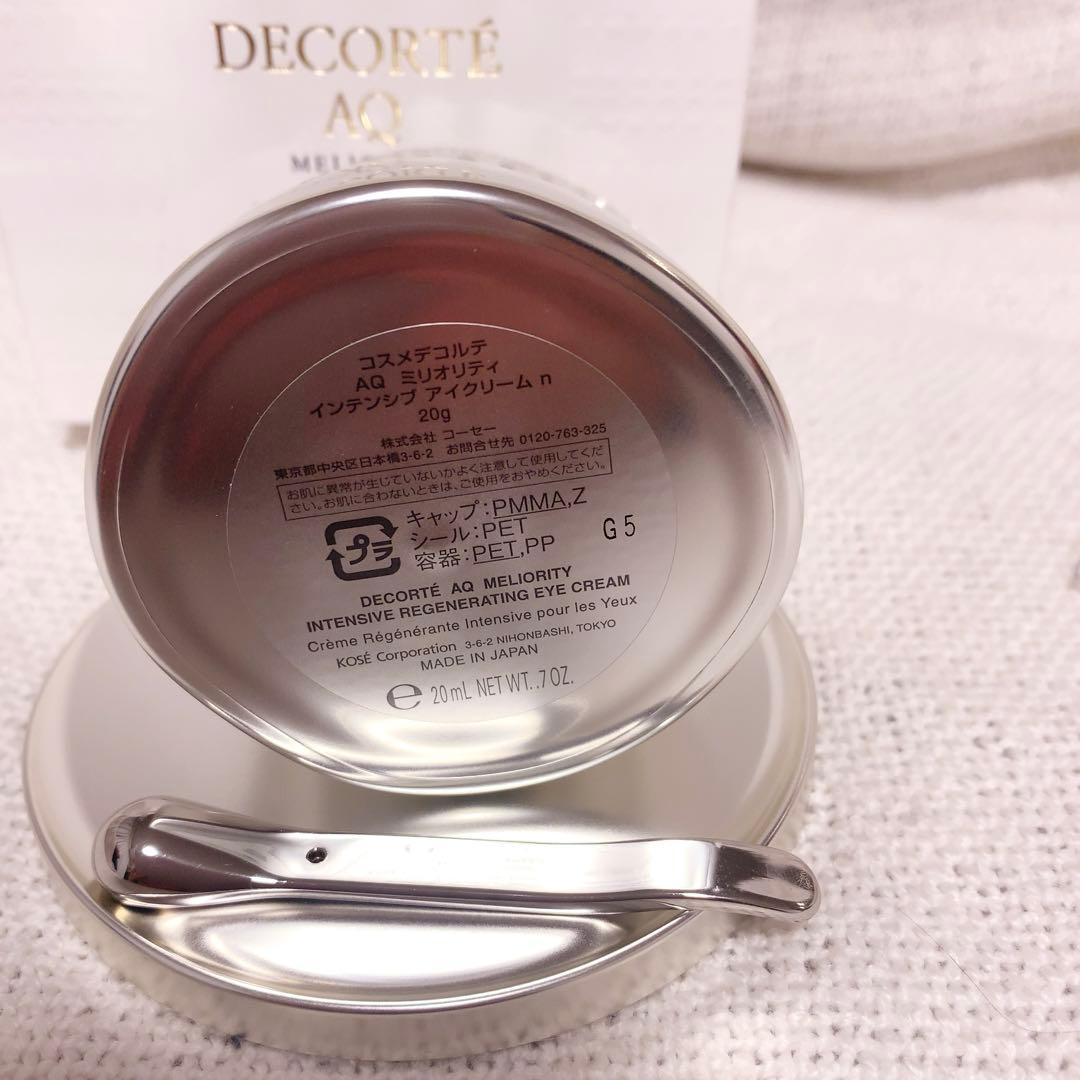 DECORTÉ
AQ
コスメデコルテ
AQ ミリオリティ
インテンシブ アイクリーム n
20g
株式会社 コーセー
東京都中央区日本橋3-6-2 お問合せ先 0120-763-325
お肌に異常が生じていないかよく注意して使用してくだ
さい。お肌に合わないときは、ご使用をおやめください。
プラ
キャップ:PMMA,Z
シール:PET
容器:PET,PP
G5
DECORTÉ AQ MELIORITY
INTENSIVE REGENERATING EYE CREAM
Crème Régénérante Intensive pour les Yeux
KOSÉ Corporation 3-6-2 NIHONBASHI, TOKYO
MADE IN JAPAN
e 20mL NET WT. .7 OZ.